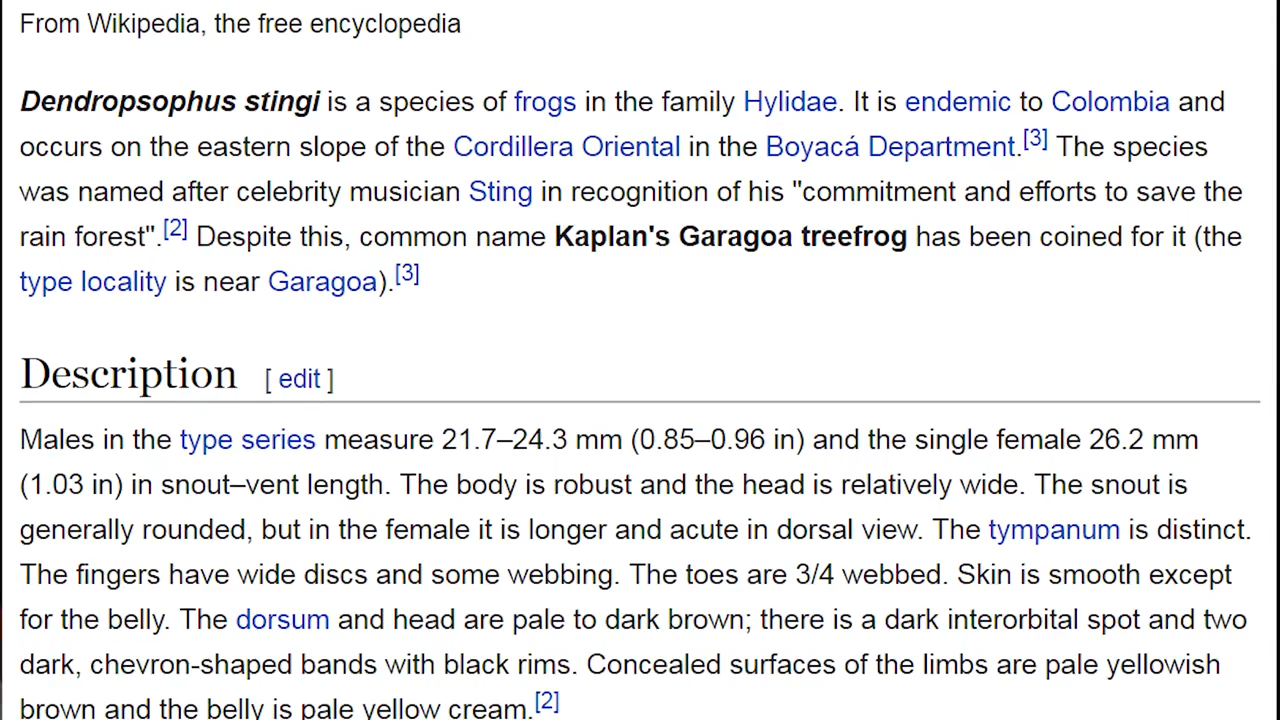 From Wikipedia, the free encyclopedia
Dendropsophus stingi is a species of frogs in the family Hylidae. It is endemic to Colombia and
occurs on the eastern slope of the Cordillera Oriental in the Boyacá Department.[3] The species
was named after celebrity musician Sting in recognition of his "commitment and efforts to save the
rain forest".[2] Despite this, common name Kaplan's Garagoa treefrog has been coined for it (the
type locality is near Garagoa).[3]
Description [ edit ]
Males in the type series measure 21.7–24.3 mm (0.85–0.96 in) and the single female 26.2 mm
(1.03 in) in snout–vent length. The body is robust and the head is relatively wide. The snout is
generally rounded, but in the female it is longer and acute in dorsal view. The tympanum is distinct.
The fingers have wide discs and some webbing. The toes are 3/4 webbed. Skin is smooth except
for the belly. The dorsum and head are pale to dark brown; there is a dark interorbital spot and two
dark, chevron-shaped bands with black rims. Concealed surfaces of the limbs are pale yellowish
brown and the belly is pale yellow cream.[2]